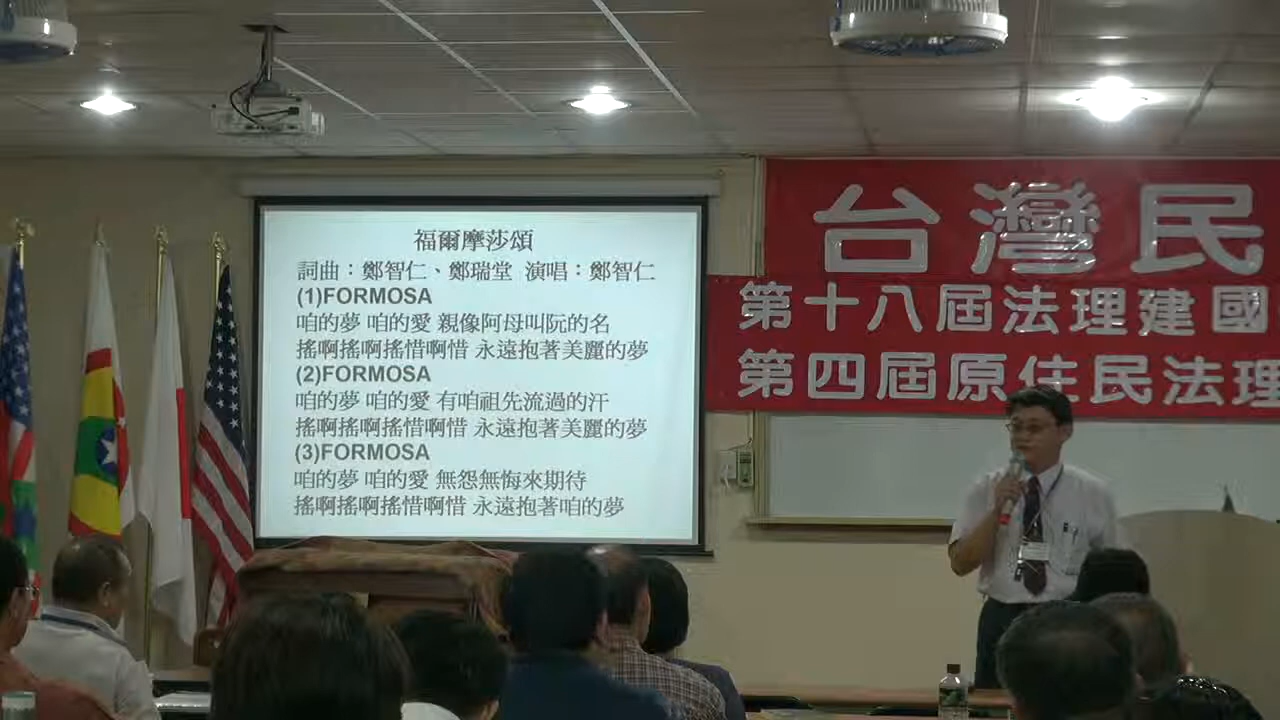 福爾摩莎頌
詞曲：鄭智仁、鄭瑞堂 演唱：鄭智仁
(1)FORMOSA
咱的夢 咱的愛 親像阿母叫阮的名
搖啊搖啊搖惜啊惜 永遠抱著美麗的夢
(2)FORMOSA
咱的夢 咱的愛 有咱祖先流過的汗
搖啊搖啊搖惜啊惜 永遠抱著美麗的夢
(3)FORMOSA
咱的夢 咱的愛 無怨無悔來期待
搖啊搖啊搖惜啊惜 永遠抱著咱的夢
台灣民
第十八屆法理建國
第四屆原住民法理